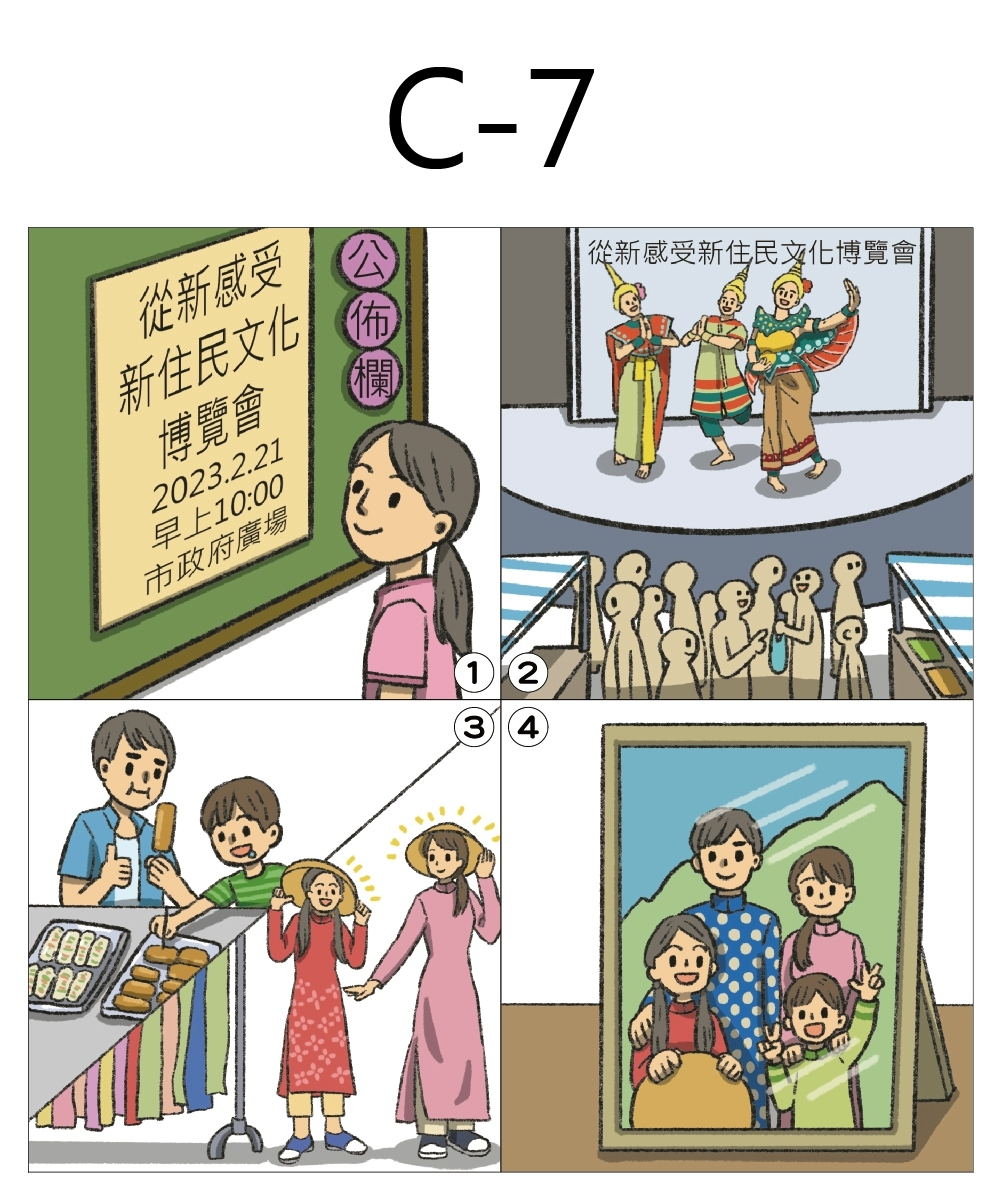 C-7
從新感受
新住民文化
博覽會
2023.2.21
早上10:00
市政府廣場
公佈欄
1
從新感受新住民文化博覽會
2
3
4